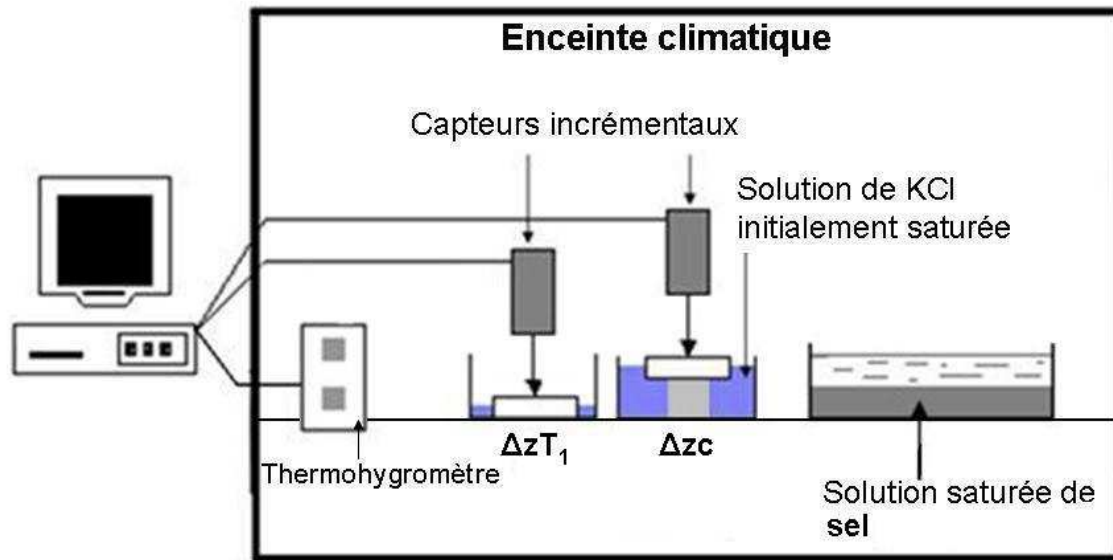 Enceinte climatique
Capteurs incrémentaux
Solution de KCl
initialement saturée
ΔzT₁
Δzc
Thermohygromètre
Solution saturée de
sel